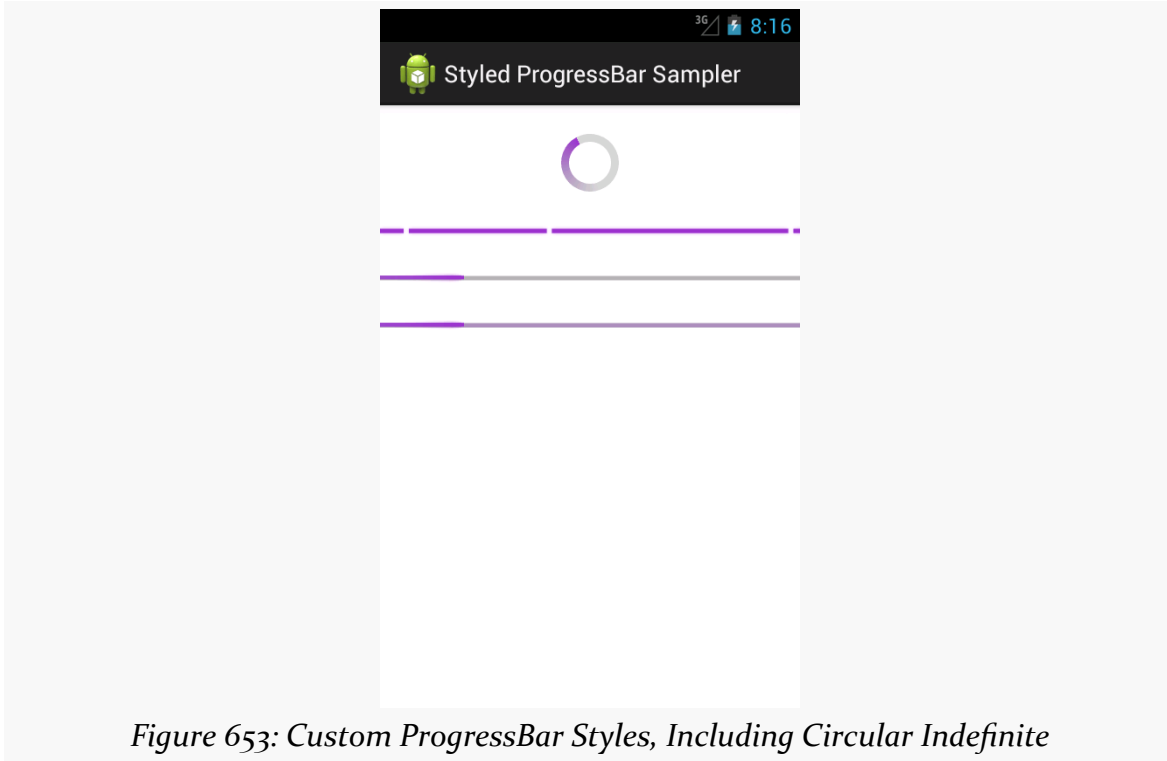 3G 8:16
Styled ProgressBar Sampler
Figure 653: Custom ProgressBar Styles, Including Circular Indefinite